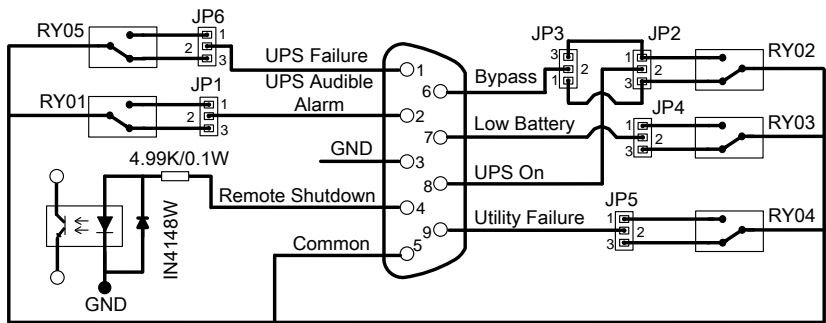 JP6
RY05
1
2
3
UPS Failure
UPS Audible
Alarm
JP1
RY01
1
2
3
GND
4.99K/0.1W
Remote Shutdown
IN4148W
Common
GND
1
2
3
4
5
6
7
8
9
Bypass
Low Battery
UPS On
Utility Failure
JP3
3
2
1
JP2
1
2
3
RY02
JP4
1
2
3
RY03
JP5
1
2
3
RY04